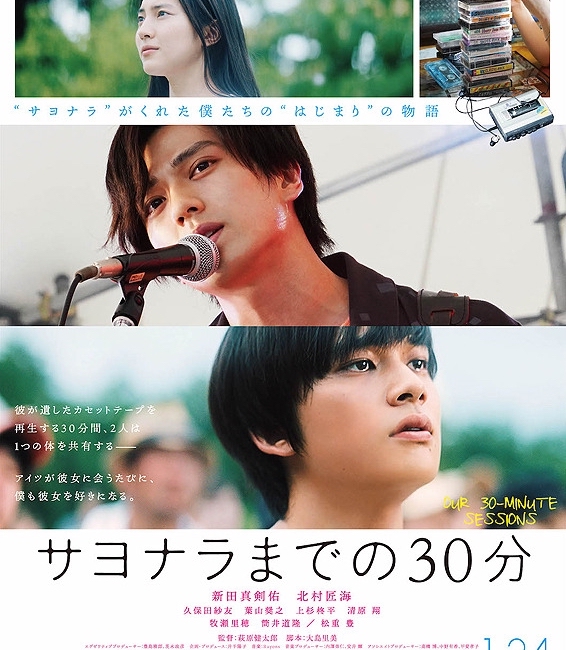 “サヨナラ”がくれた僕たちの“はじまり”の物語
彼が遺したカセットテープを
再生する30分間、2人は
1つの体を共有する――
アイツが彼女に会うたびに、
僕も彼女を好きになる。
OUR 30-MINUTE
SESSIONS
サヨナラまでの30分
新田真剣佑 北村匠海
久保田紗友 葉山奨之 上杉柊平 清原 翔
牧瀬里穂 筒井道隆 / 松重 豊
監督:萩原健太郎 脚本:大島里美
1.24